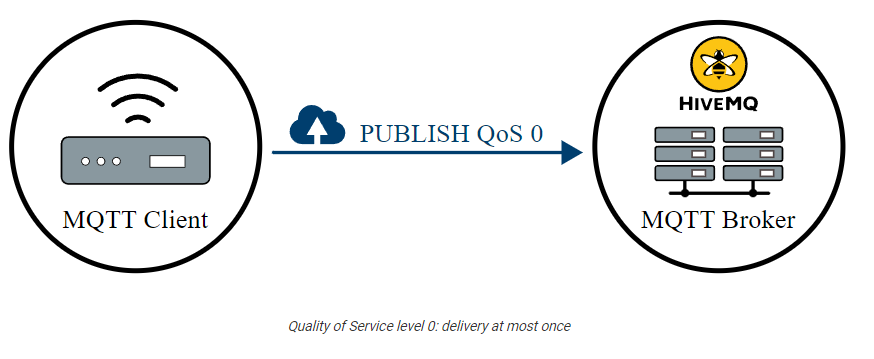 HIVEMQ
PUBLISH QoS 0
MQTT Client
MQTT Broker
Quality of Service level 0: delivery at most once